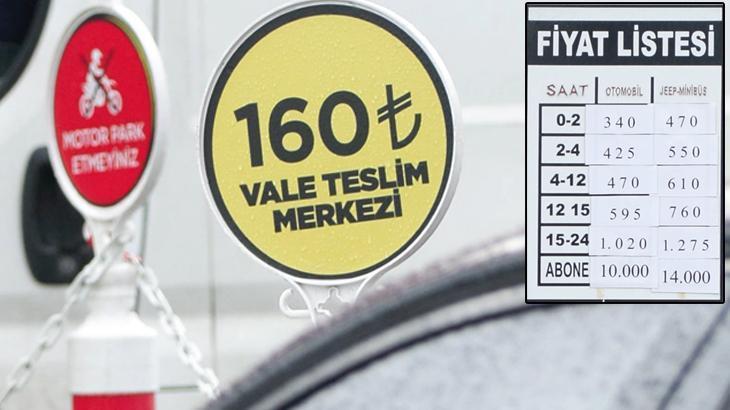 MOTOR PARK
ETMEYİNİZ
160₺
VALE TESLİM
MERKEZİ
FİYAT LİSTESİ
SAAT OTOMOBİL JEEP-MİNİBÜS
0-2 340 470
2-4 425 550
4-12 470 610
12 15 595 760
15-24 1.020 1.275
ABONE 10.000 14.000